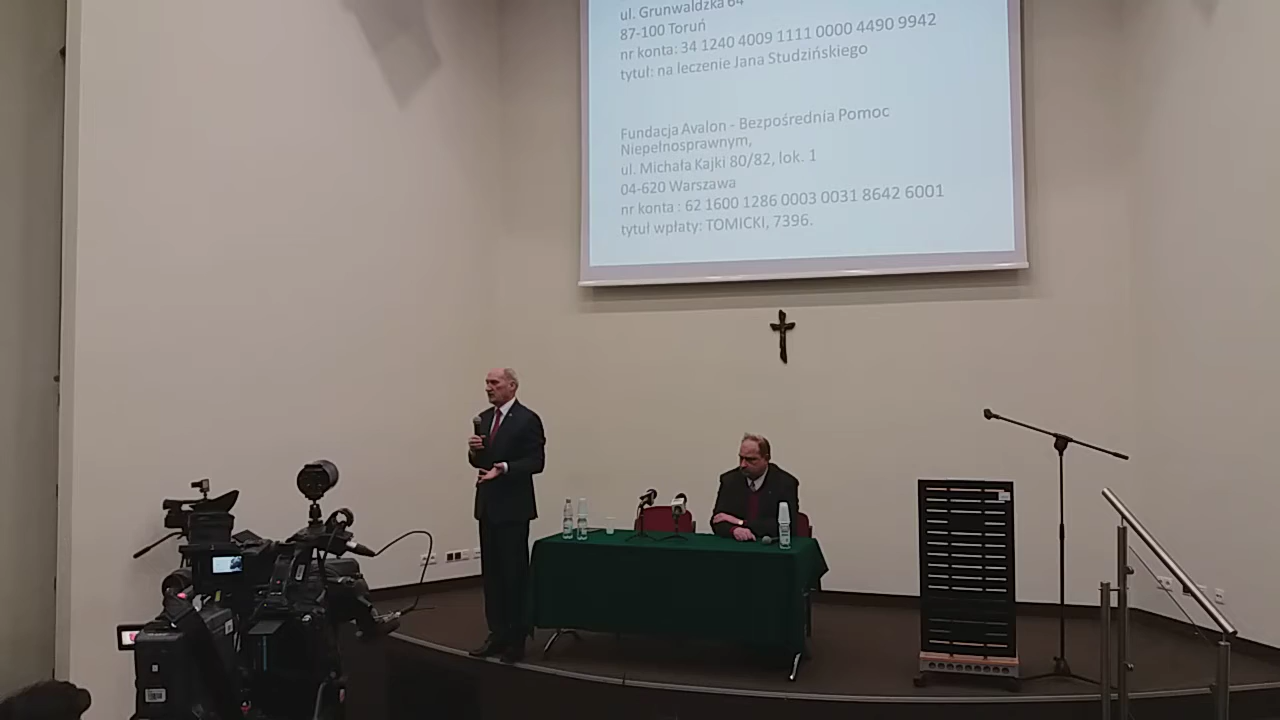 ul. Grunwaldzka 64
87-100 Toruń
nr konta: 34 1240 4009 1111 0000 4490 9942
tytuł: na leczenie Jana Studzińskiego
Fundacja Avalon - Bezpośrednia Pomoc
Niepełnosprawnym,
ul. Michała Kajki 80/82, lok. 1
04-620 Warszawa
nr konta : 62 1600 1286 0003 0031 8642 6001
tytuł wpłaty: TOMICKI, 7396.